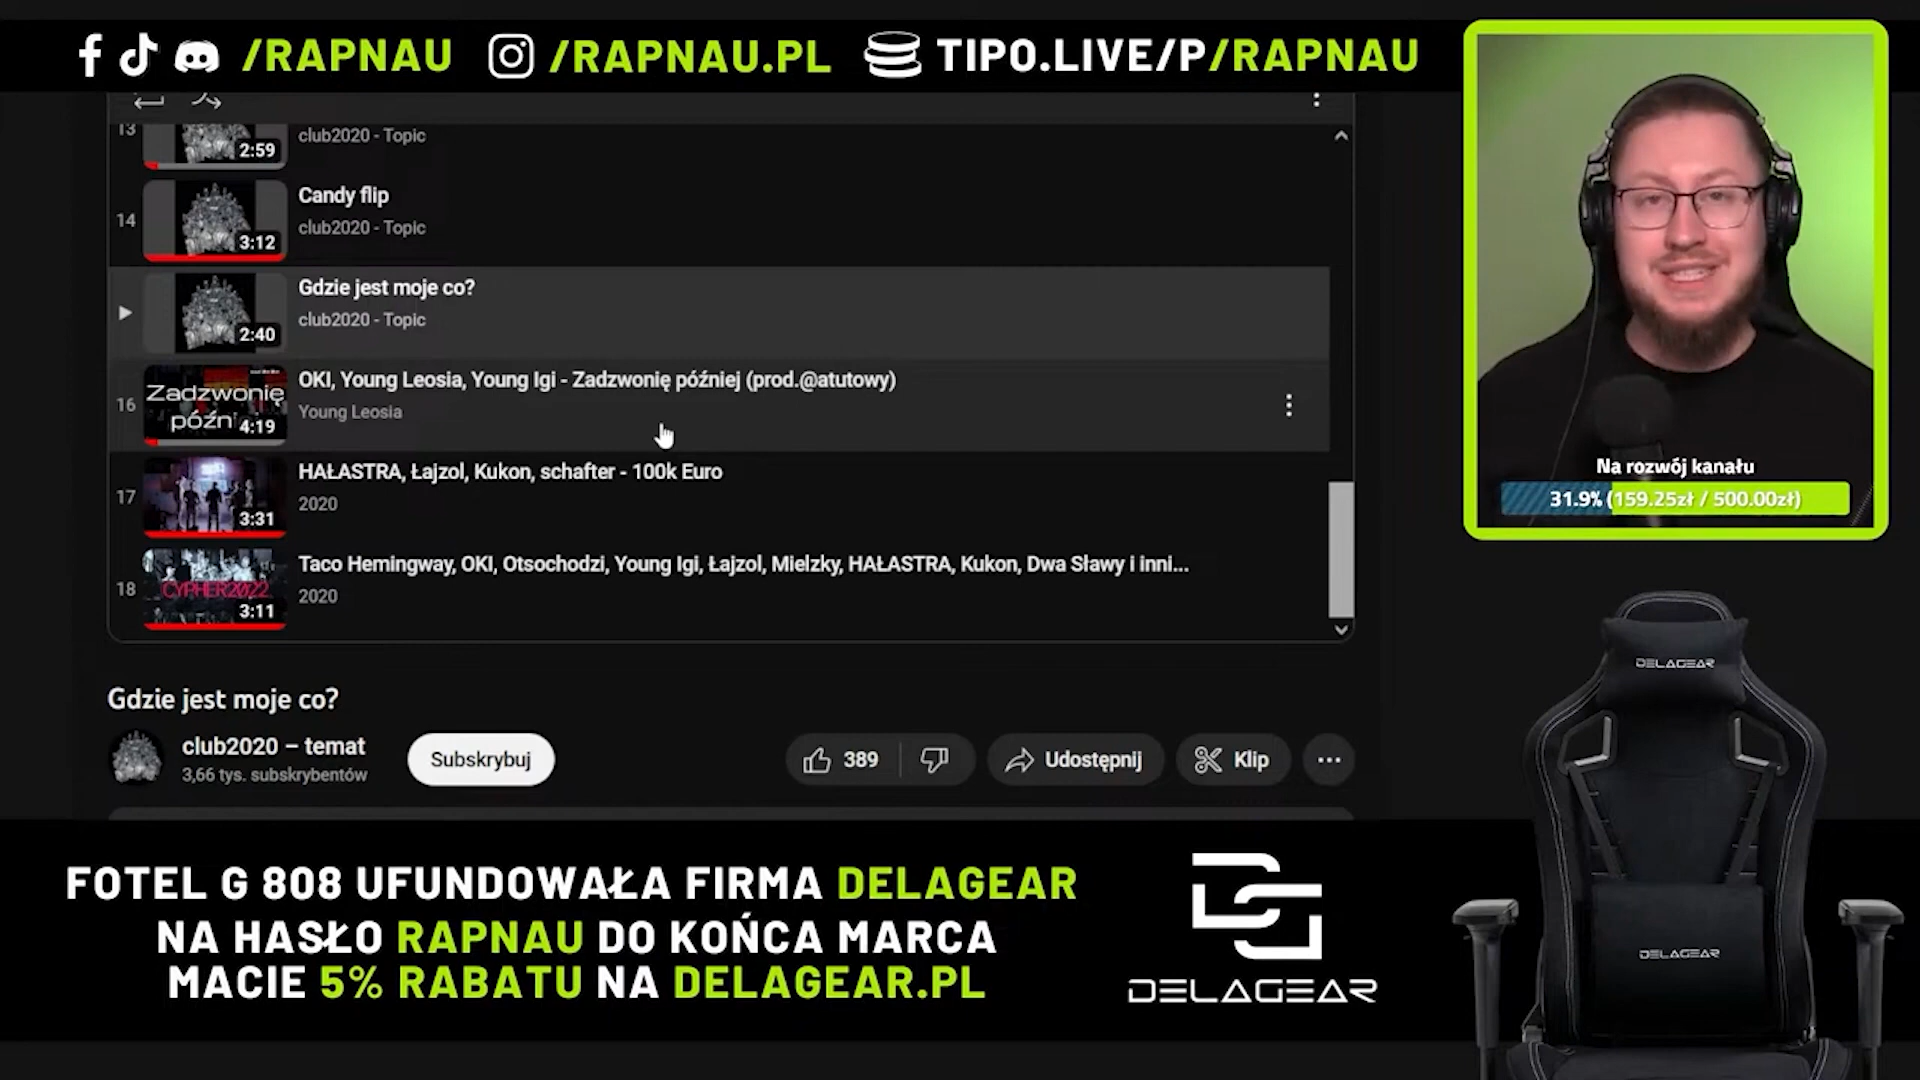 /RAPNAU /RAPNAU.PL TIPO.LIVE/P/RAPNAU
13
2:59
club2020 - Topic
14
3:12
Candy flip
club2020 - Topic
2:40
Gdzie jest moje co?
club2020 - Topic
16
Zadzwonię
późni
4:19
OKI, Young Leosia, Young Igi - Zadzwonię później (prod.@atutowy)
Young Leosia
17
3:31
HAŁASTRA, Łajzol, Kukon, schafter - 100k Euro
2020
18
CYPHER2022
3:11
Taco Hemingway, OKI, Otsochodzi, Young Igi, Łajzol, Mielzky, HAŁASTRA, Kukon, Dwa Sławy i inni...
2020
Na rozwój kanału
31.9% (159.25zł / 500.00zł)
Gdzie jest moje co?
club2020 – temat
3,66 tys. subskrybentów
Subskrybuj
389
Udostępnij
Klip
FOTEL G 808 UFUNDOWAŁA FIRMA DELAGEAR
NA HASŁO RAPNAU DO KOŃCA MARCA
MACIE 5% RABATU NA DELAGEAR.PL
DELAGEAR
DELAGEAR
DELAGEAR